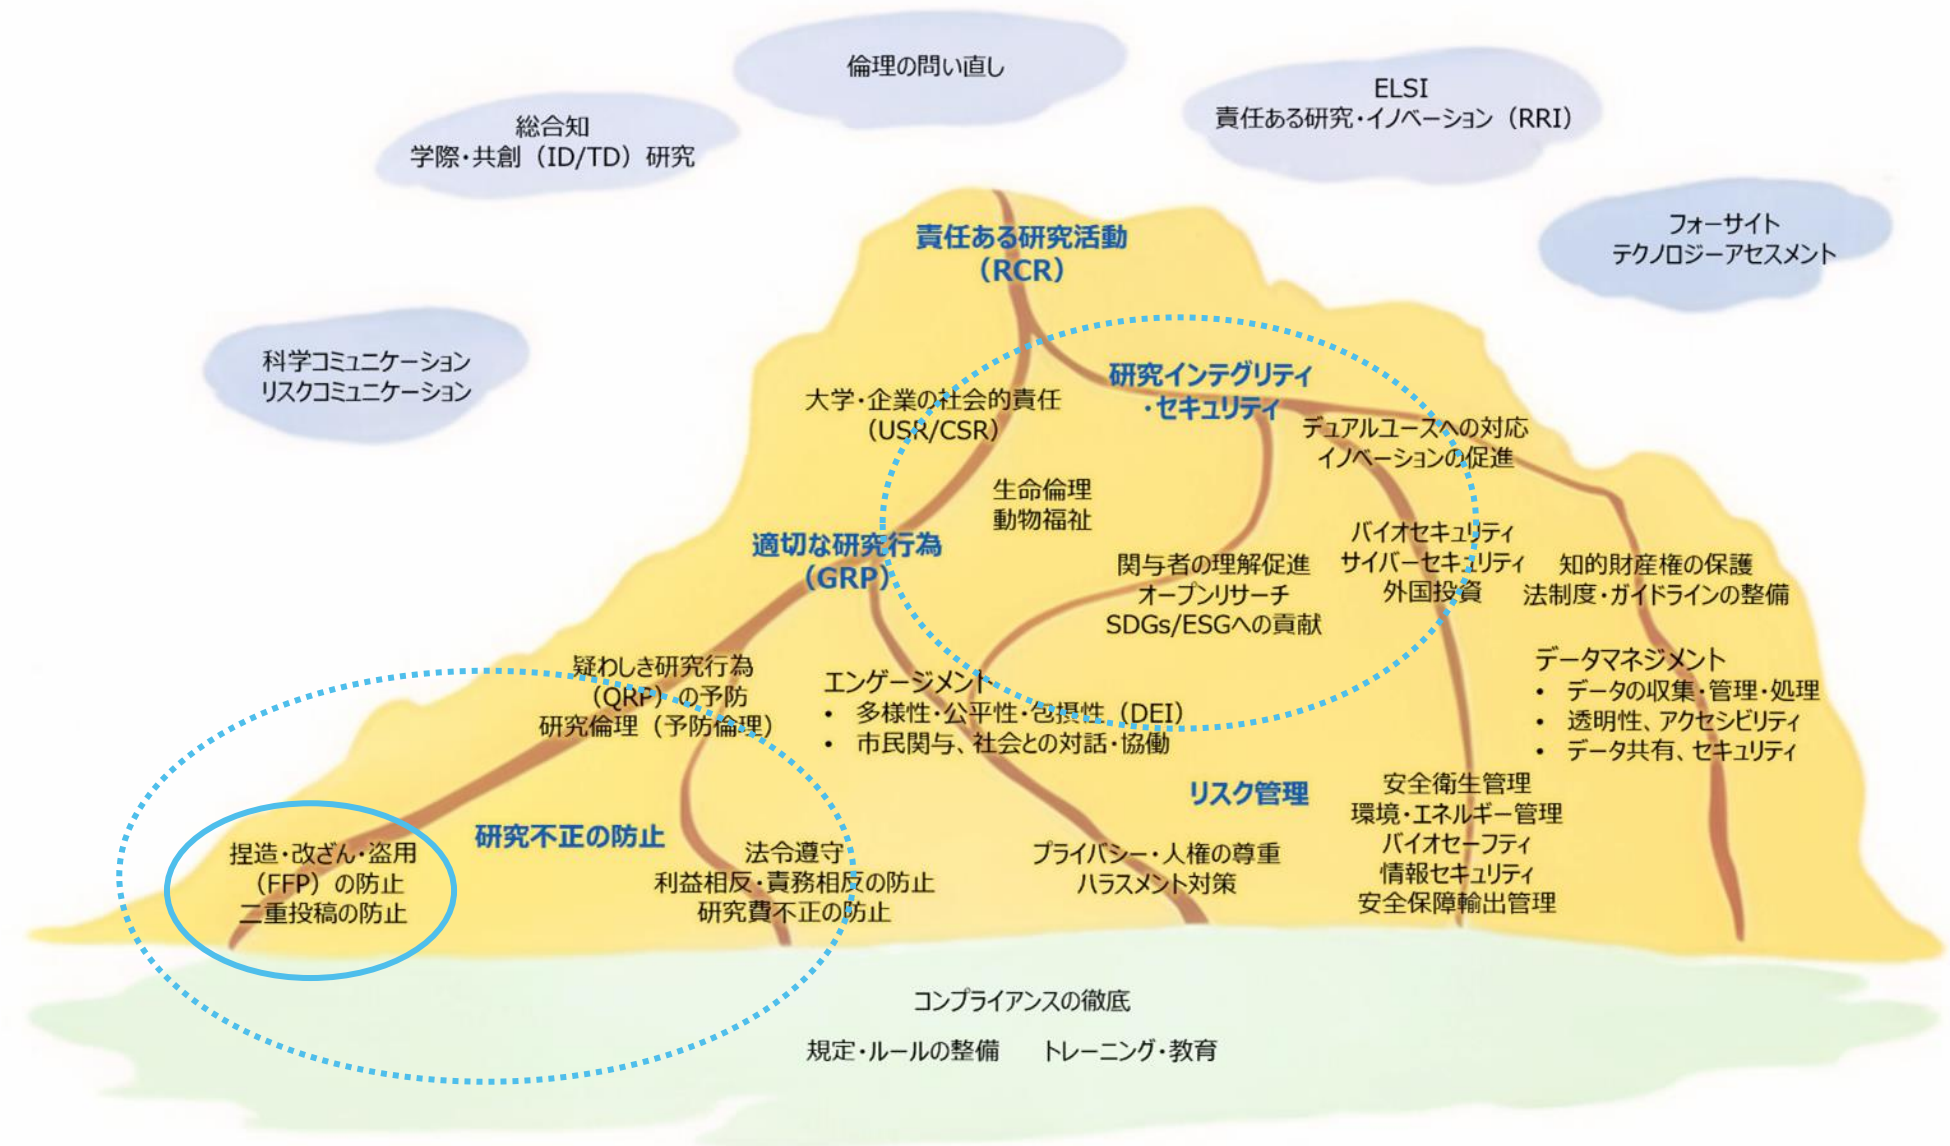 倫理の問い直し
ELSI
責任ある研究・イノベーション（RRI）
総合知
学際・共創（ID/TD）研究
フォーサイト
テクノロジーアセスメント
科学コミュニケーション
リスクコミュニケーション
責任ある研究活動
（RCR）
研究インテグリティ
・セキュリティ
大学・企業の社会的責任
（USR/CSR）
デュアルユースへの対応
イノベーションの促進
生命倫理
動物福祉
適切な研究行為
（GRP）
関与者の理解促進
オープンリサーチ
SDGs/ESGへの貢献
バイオセキュリティ
サイバーセキュリティ
外国投資
知的財産権の保護
法制度・ガイドラインの整備
疑わしき研究行為
（QRP）の予防
研究倫理（予防倫理）
エンゲージメント
• 多様性・公平性・包摂性（DEI）
• 市民関与、社会との対話・協働
データマネジメント
• データの収集・管理・処理
• 透明性、アクセシビリティ
• データ共有、セキュリティ
リスク管理
研究不正の防止
捏造・改ざん・盗用
（FFP）の防止
二重投稿の防止
法令遵守
利益相反・責務相反の防止
研究費不正の防止
プライバシー・人権の尊重
ハラスメント対策
安全衛生管理
環境・エネルギー管理
バイオセーフティ
情報セキュリティ
安全保障輸出管理
コンプライアンスの徹底
規定・ルールの整備 トレーニング・教育